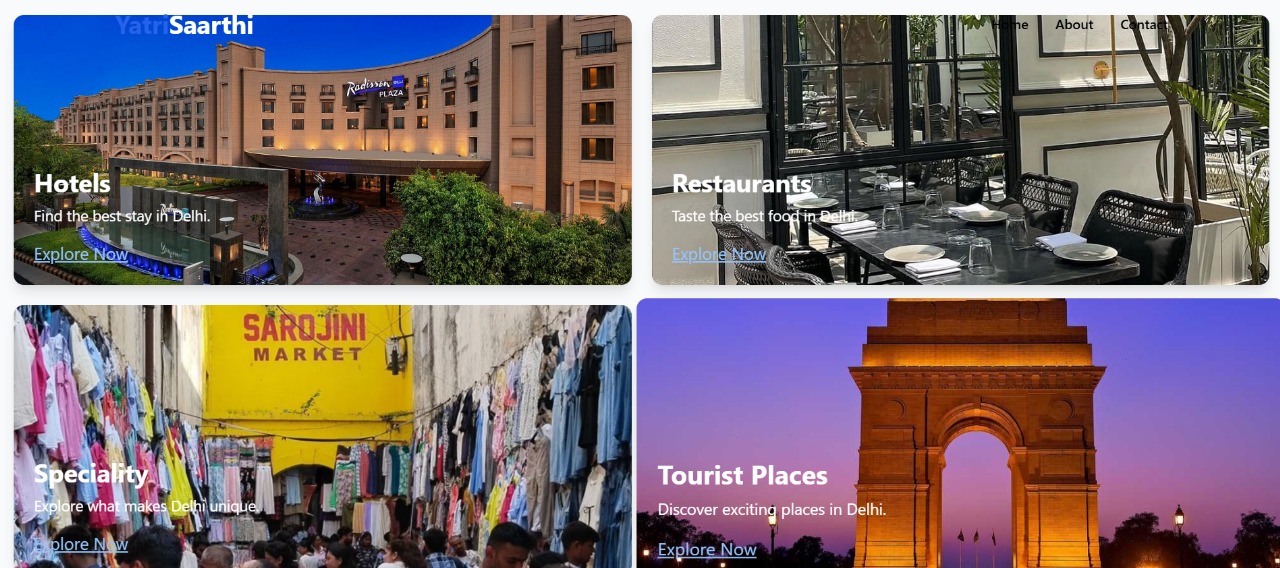 YatriSaarthi
Home About Contact
Radisson BLU
PLAZA
Hotels
Find the best stay in Delhi.
Explore Now
Restaurants
Taste the best food in Delhi.
Explore Now
SAROJINI
MARKET
Speciality
Explore what makes Delhi unique.
Explore Now
Tourist Places
Discover exciting places in Delhi.
Explore Now